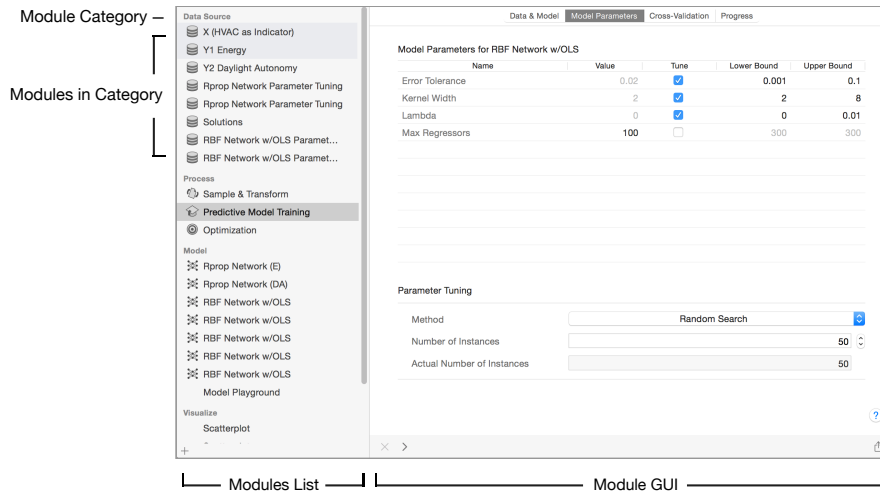 Model Category
Modules in Category
Data Source
X (HVAC as Indicator)
Y1 Energy
Y2 Daylight Autonomy
Rprop Network Parameter Tuning
Rprop Network Parameter Tuning
Solutions
RBF Network w/OLS Paramet...
RBF Network w/OLS Paramet...
Process
Sample & Transform
Predictive Model Training
Optimization
Model
Rprop Network (E)
Rprop Network (DA)
RBF Network w/OLS
RBF Network w/OLS
RBF Network w/OLS
RBF Network w/OLS
RBF Network w/OLS
Model Playground
Visualize
Scatterplot
+
Data & Model Model Parameters Cross-Validation Progress
Model Parameters for RBF Network w/OLS
Name Value Tune Lower Bound Upper Bound
Error Tolerance 0.02 0.001 0.1
Kernel Width 2 2 8
Lambda 0 0 0.01
Max Regressors 100 300 300
Parameter Tuning
Method Random Search
Number of Instances 50
Actual Number of Instances 50
?
Modules List
Module GUI